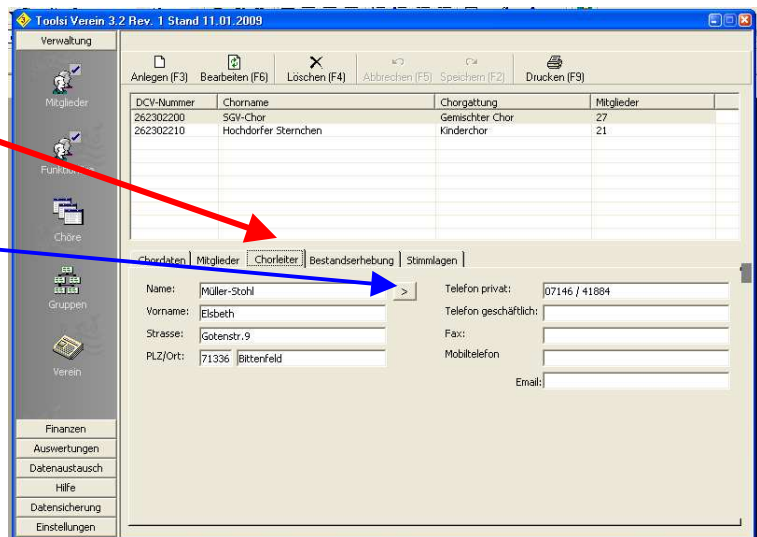 Toolsi Verein 3.2 Rev. 1 Stand 11.01.2009
Verwaltung
Mitglieder
Chöre
Gruppen
Verein
Finanzen
Auswertungen
Datenaustausch
Hilfe
Datensicherung
Einstellungen
Anlegen (F3) Bearbeiten (F6) Löschen (F4) Abbrechen (F5) Speichern (F2) Drucken (F9)
DCV-Nummer Chorname Chorgattung Mitglieder
262302200 SGV-Chor Gemischter Chor 27
262302210 Hochdorfer Sternchen Kinderchor 21
Chordaten Mitglieder Chorleiter Bestandserhebung Stimmlagen
Name: Müller-Stohl > Telefon privat: 07146 / 41884
Vorname: Elsbeth Telefon geschäftlich:
Strasse: Gotenstr.9 Fax:
PLZ/Ort: 71336 Bittenfeld Mobiltelefon
Email: